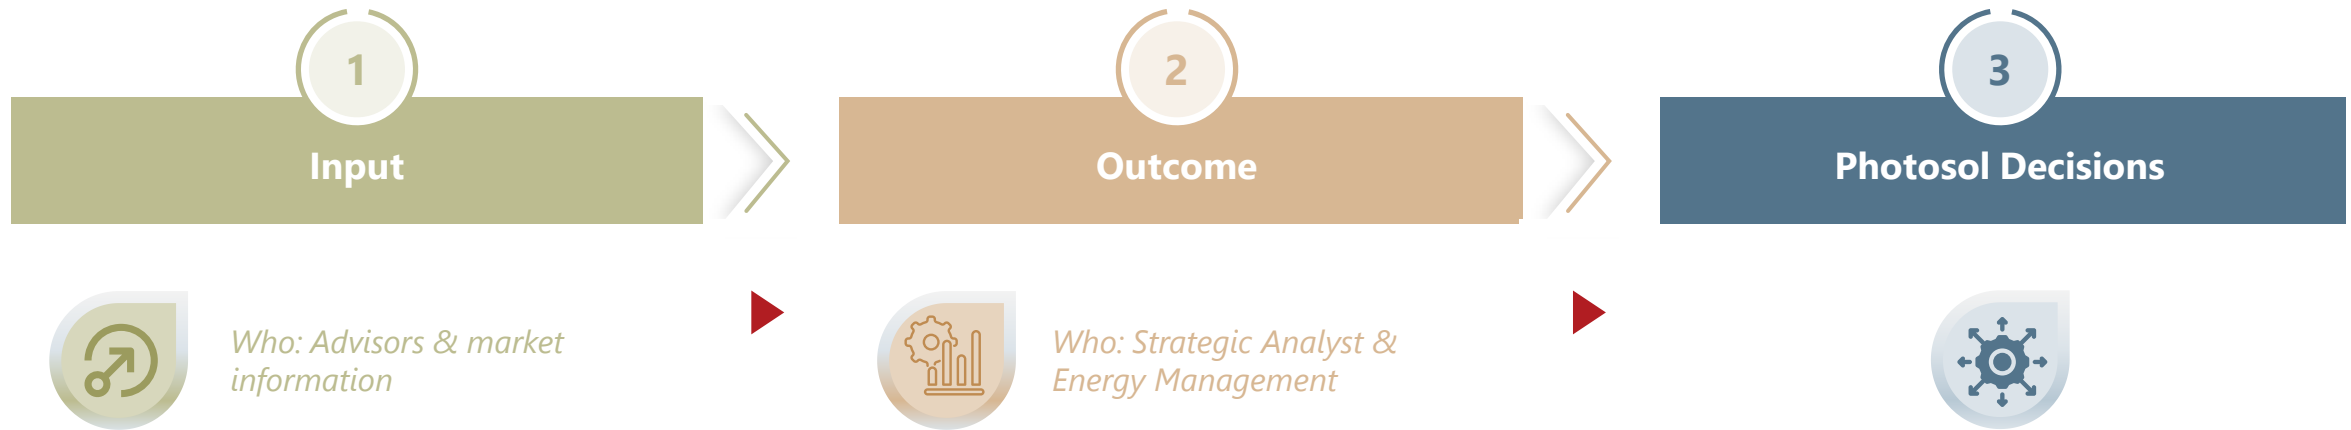 1
2
3
Input
Outcome
Photosol Decisions
Who: Advisors & market
information
Who: Strategic Analyst &
Energy Management